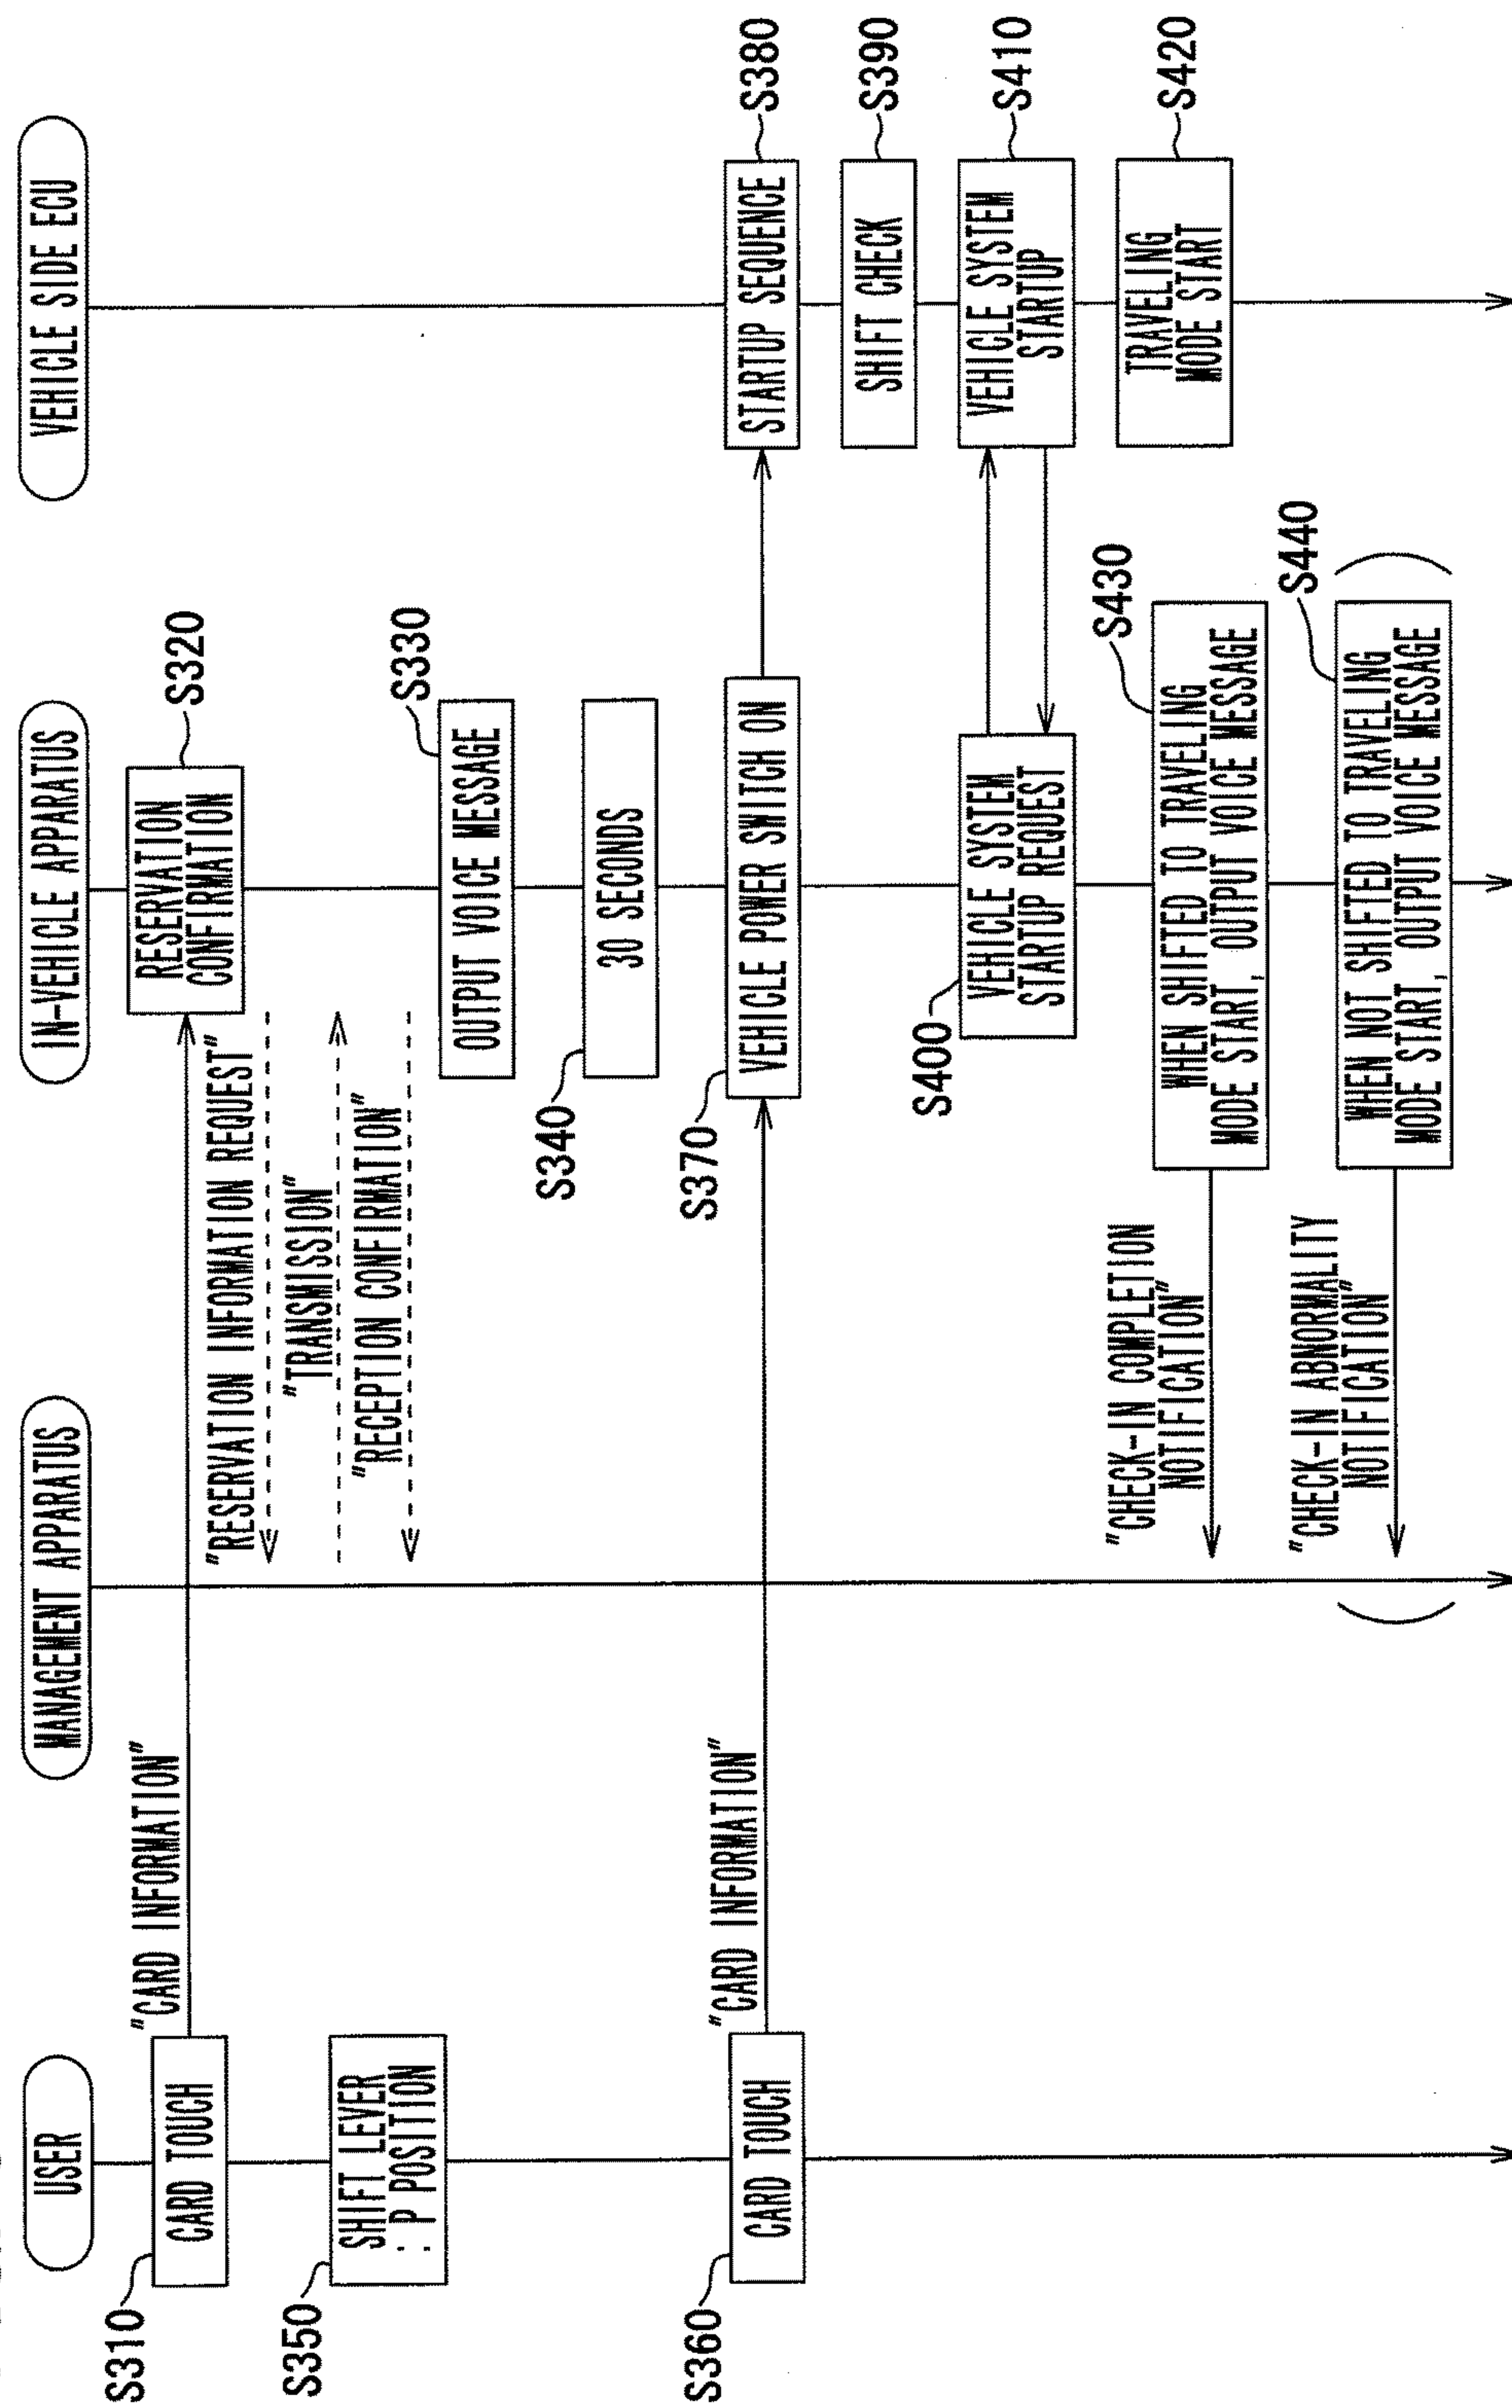 USER
MANAGEMENT APPARATUS
IN-VEHICLE APPARATUS
VEHICLE SIDE ECU
S310
CARD TOUCH
"CARD INFORMATION"
RESERVATION
CONFIRMATION
S320
"RESERVATION INFORMATION REQUEST"
"TRANSMISSION"
"RECEPTION CONFIRMATION"
S350
SHIFT LEVER
: P POSITION
OUTPUT VOICE MESSAGE
S330
S340
30 SECONDS
S360
CARD TOUCH
"CARD INFORMATION"
S370
VEHICLE POWER SWITCH ON
STARTUP SEQUENCE
S380
SHIFT CHECK
S390
S400
VEHICLE SYSTEM
STARTUP REQUEST
VEHICLE SYSTEM
STARTUP
S410
TRAVELING
MODE START
S420
"CHECK-IN COMPLETION
NOTIFICATION"
WHEN SHIFTED TO TRAVELING
MODE START, OUTPUT VOICE MESSAGE
S430
"CHECK-IN ABNORMALITY
NOTIFICATION"
WHEN NOT SHIFTED TO TRAVELING
MODE START, OUTPUT VOICE MESSAGE
S440